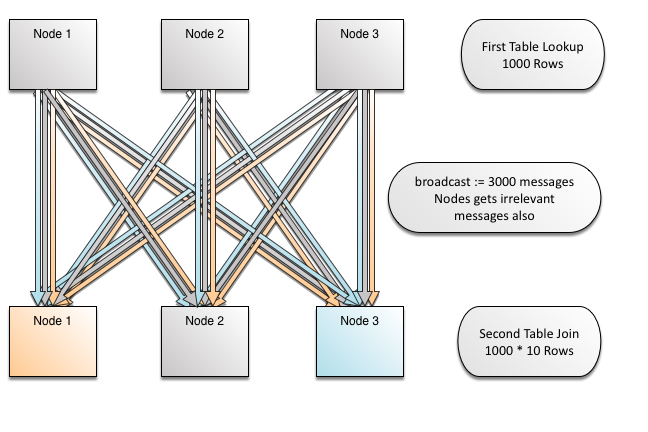 Node 1
Node 2
Node 3
First Table Lookup
1000 Rows
broadcast := 3000 messages
Nodes gets irrelevant
messages also
Node 1
Node 2
Node 3
Second Table Join
1000 * 10 Rows